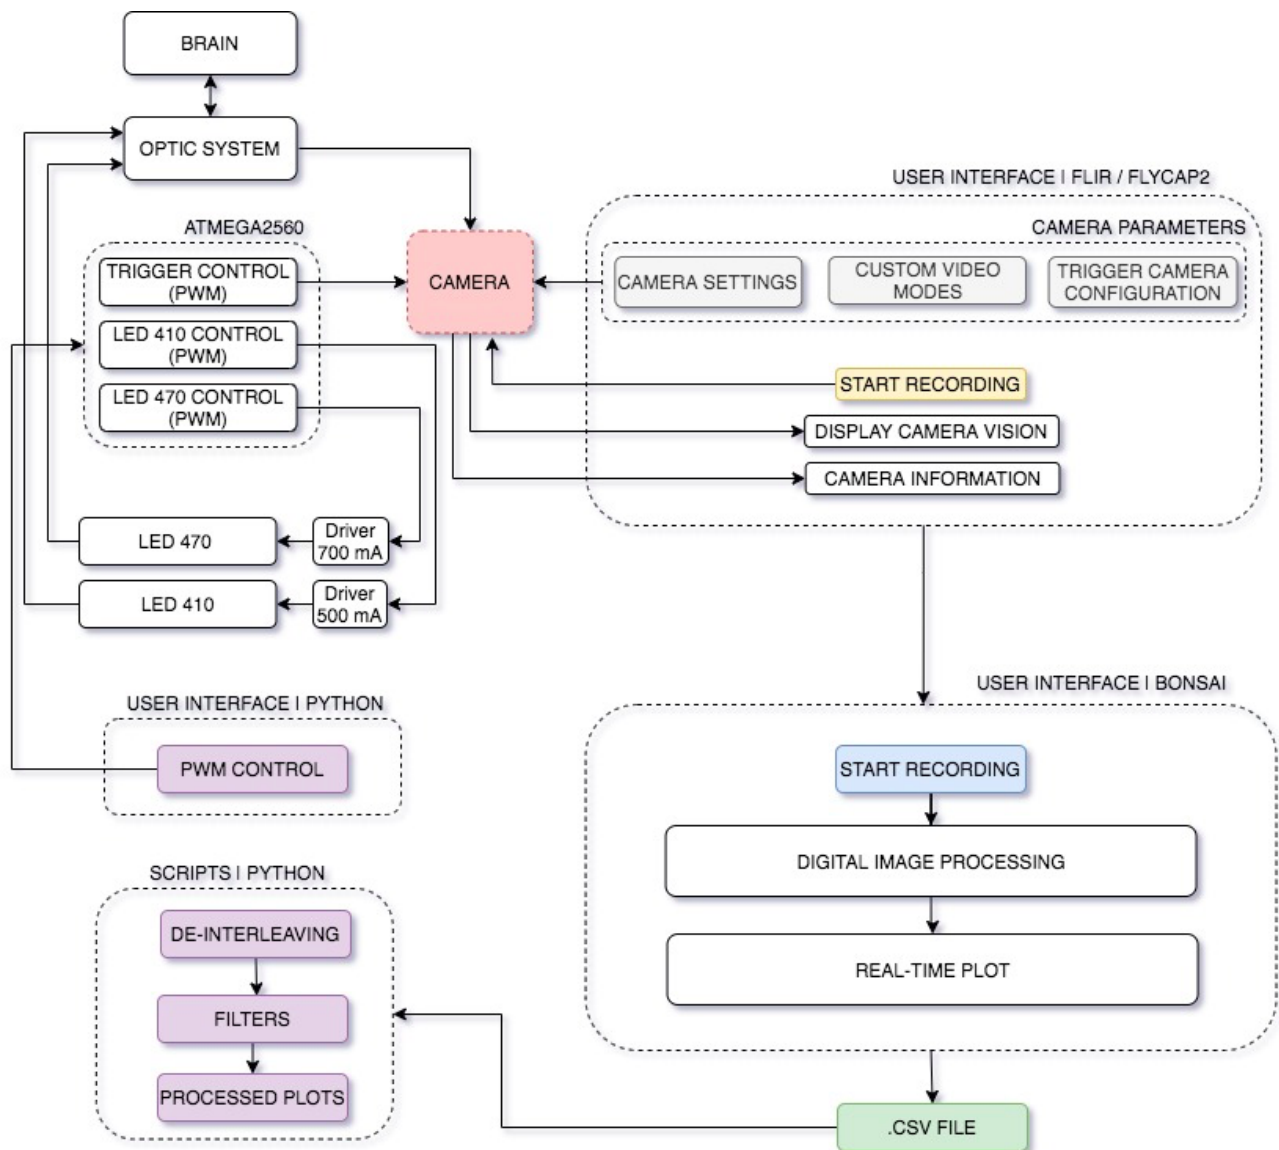 BRAIN
OPTIC SYSTEM
USER INTERFACE | FLIR / FLYCAP2
ATMEGA2560
CAMERA PARAMETERS
TRIGGER CONTROL
(PWM)
CAMERA
CAMERA SETTINGS
CUSTOM VIDEO
MODES
TRIGGER CAMERA
CONFIGURATION
LED 410 CONTROL
(PWM)
LED 470 CONTROL
(PWM)
START RECORDING
DISPLAY CAMERA VISION
CAMERA INFORMATION
LED 470
Driver
700 mA
LED 410
Driver
500 mA
USER INTERFACE | PYTHON
PWM CONTROL
USER INTERFACE | BONSAI
START RECORDING
DIGITAL IMAGE PROCESSING
REAL-TIME PLOT
SCRIPTS | PYTHON
DE-INTERLEAVING
FILTERS
PROCESSED PLOTS
.CSV FILE